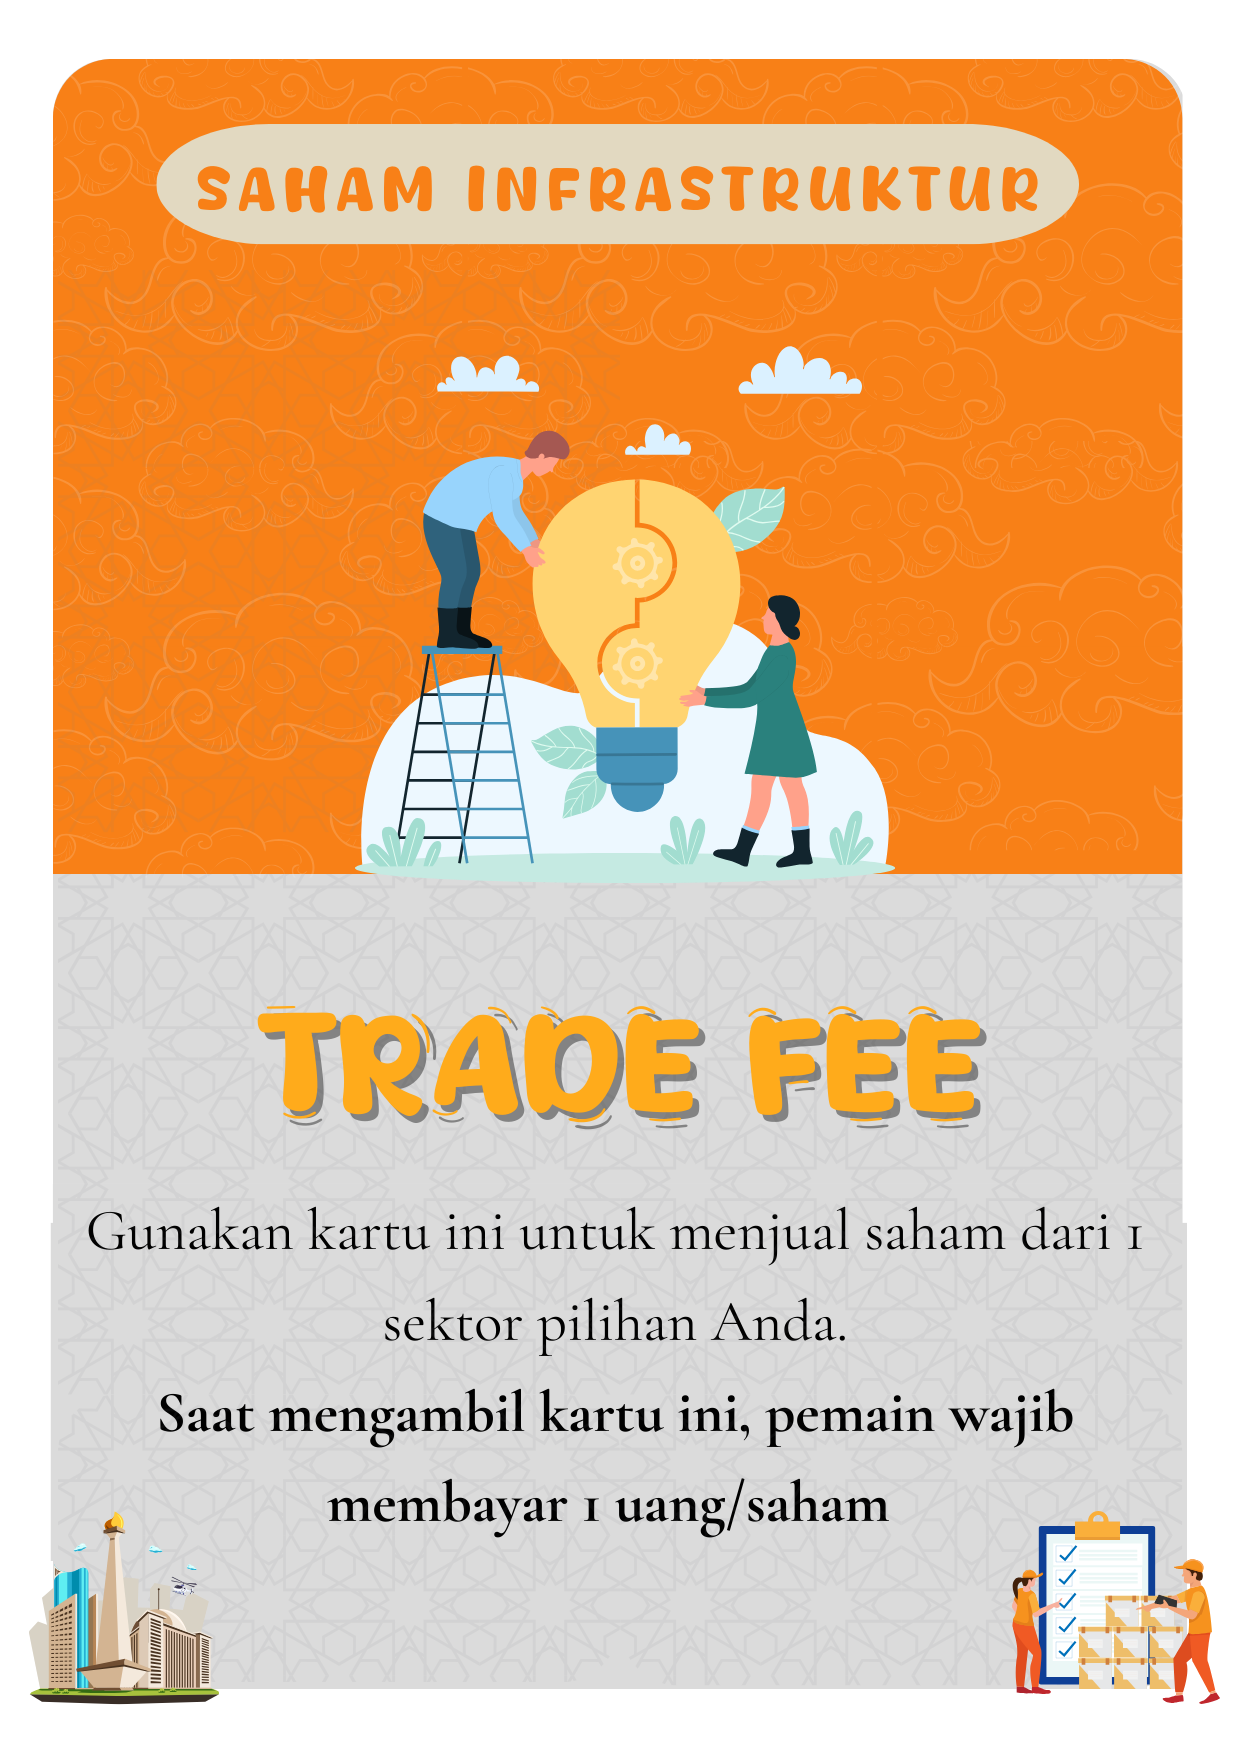 SAHAM INFRASTRUKTUR
TRADE FEE
Gunakan kartu ini untuk menjual saham dari 1
sektor pilihan Anda.
Saat mengambil kartu ini, pemain wajib
membayar 1 uang/saham